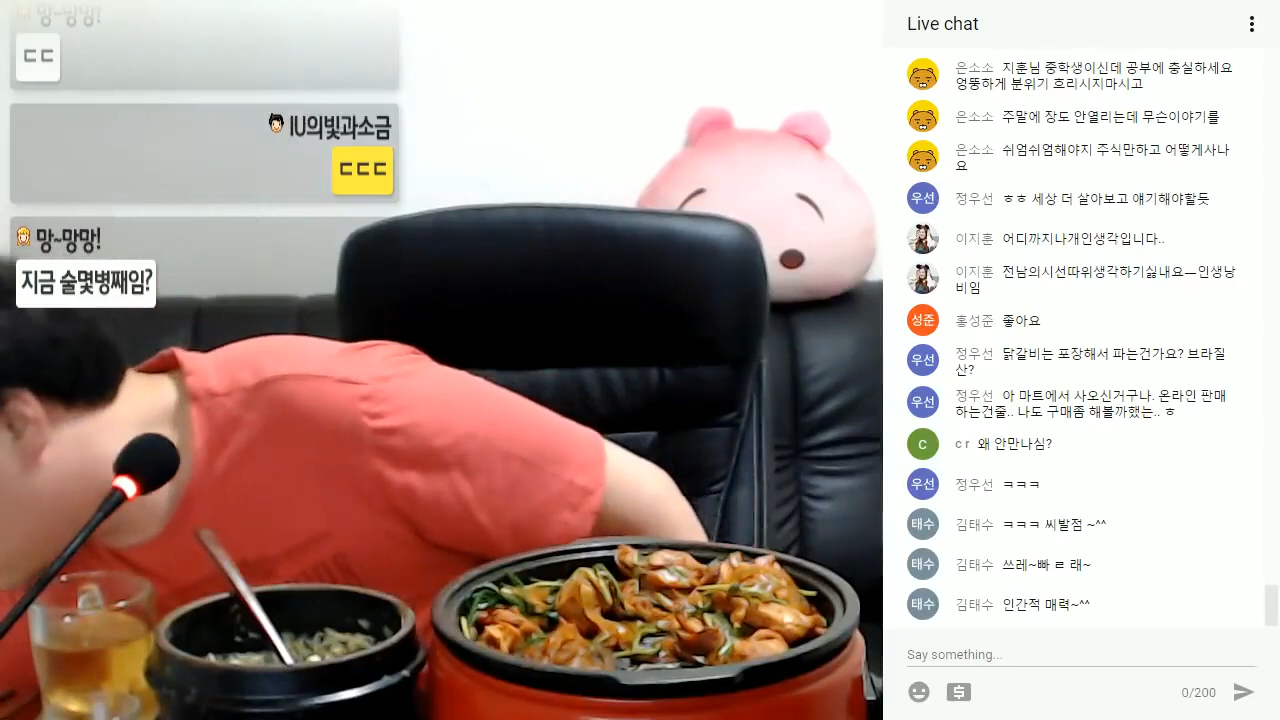 망~망망!
ㄷㄷ
IU의빛과소금
ㄷㄷㄷ
망~망망!
지금 술몇병째임?
Live chat
은소소 지훈님 중학생이신데 공부에 충실하세요
엉뚱하게 분위기 흐리시지마시고
은소소 주말에 장도 안열리는데 무슨이야기를
은소소 쉬엄쉬엄해야지 주식만하고 어떻게사나
요
우선 정우선 ㅎㅎ 세상 더 살아보고 얘기해야할듯
이지훈 어디까지나개인생각입니다..
이지훈 전남의시선따위생각하기싫내요—인생낭
비임
성준 홍성준 좋아요
우선 정우선 닭갈비는 포장해서 파는건가요? 브라질
산?
우선 정우선 아 마트에서 사오신거구나. 온라인 판매
하는건줄.. 나도 구매좀 해볼까했는.. ㅎ
C c r 왜 안만나심?
우선 정우선 ㅋㅋㅋ
태수 김태수 ㅋㅋㅋ 씨발점 ~^^
태수 김태수 쓰레~빠 ㄹ 래~
태수 김태수 인간적 매력~^^
Say something...
0/200